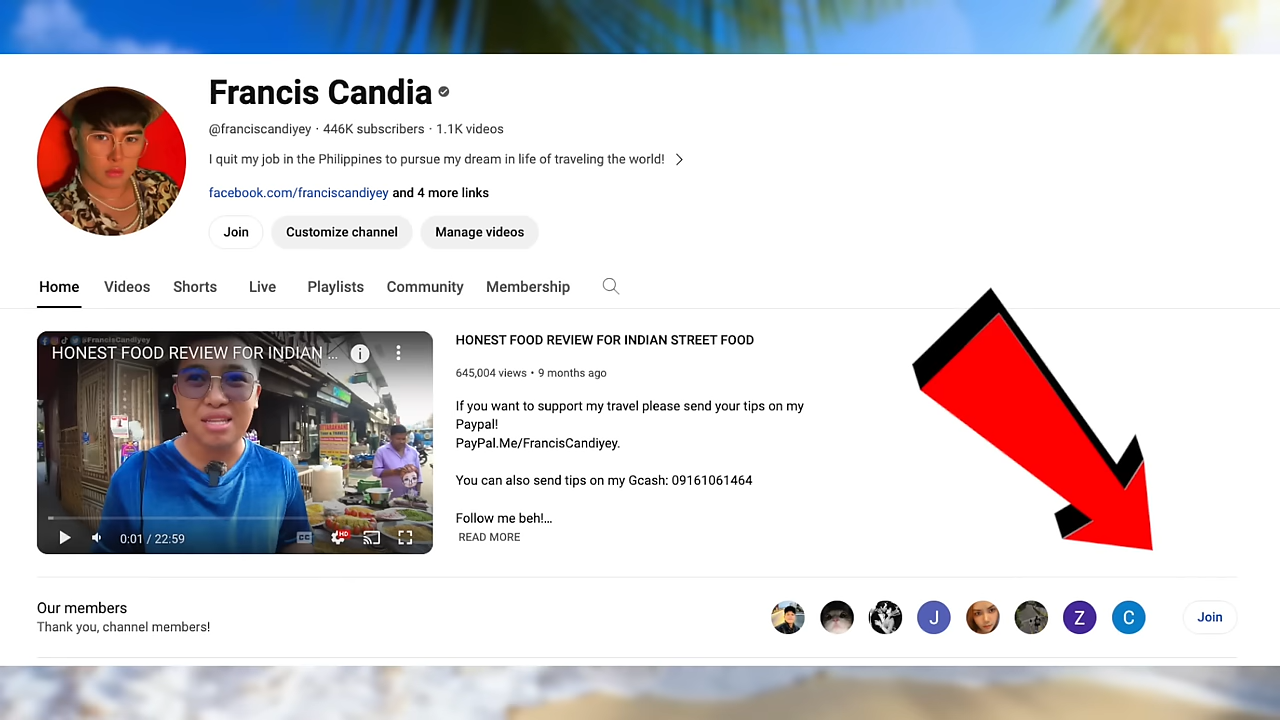 Francis Candia
@franciscandiyey · 446K subscribers · 1.1K videos
I quit my job in the Philippines to pursue my dream in life of traveling the world!
facebook.com/franciscandiyey and 4 more links
Join
Customize channel
Manage videos
Home
Videos
Shorts
Live
Playlists
Community
Membership
@FrancisCandiyey
HONEST FOOD REVIEW FOR INDIAN ...
0:01 / 22:59
CC
HD
HONEST FOOD REVIEW FOR INDIAN STREET FOOD
645,004 views • 9 months ago
If you want to support my travel please send your tips on my
Paypal!
PayPal.Me/FrancisCandiyey.
You can also send tips on my Gcash: 09161061464
Follow me beh!...
READ MORE
Our members
Thank you, channel members!
J
Z
C
Join